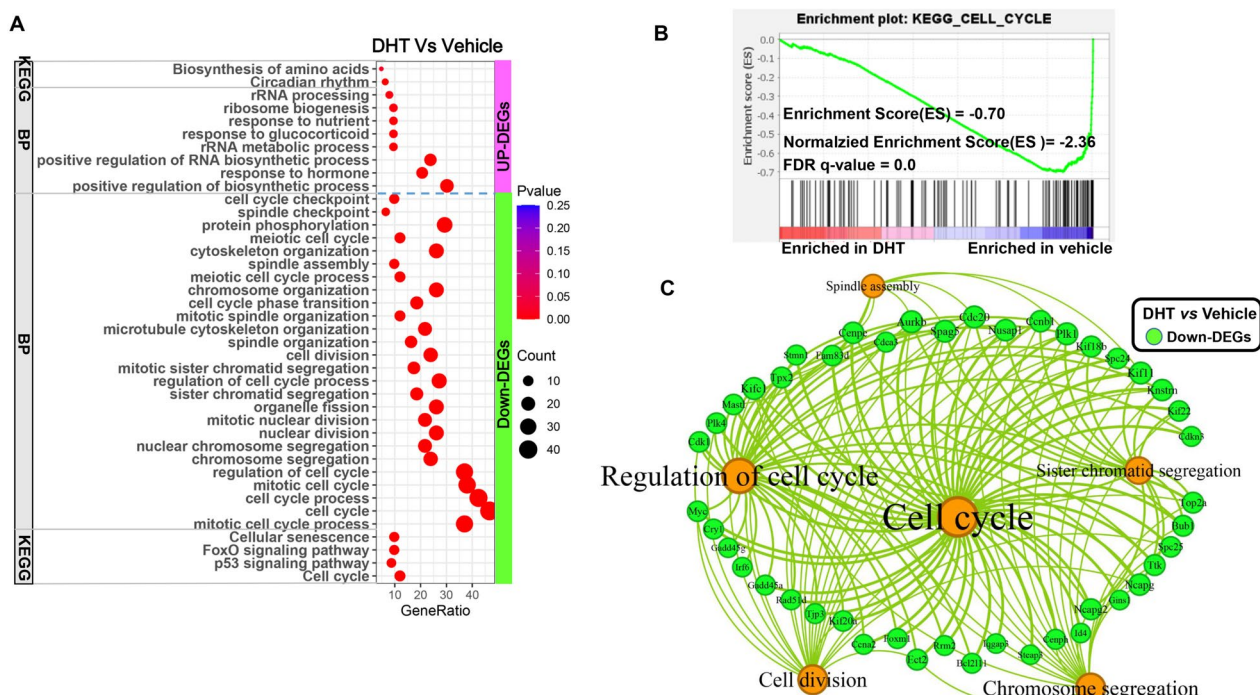 A
DHT Vs Vehicle
KEGG
BP
BP
KEGG
Biosynthesis of amino acids
Circadian rhythm
rRNA processing
ribosome biogenesis
response to nutrient
response to glucocorticoid
rRNA metabolic process
positive regulation of RNA biosynthetic process
response to hormone
positive regulation of biosynthetic process
cell cycle checkpoint
spindle checkpoint
protein phosphorylation
meiotic cell cycle
cytoskeleton organization
spindle assembly
meiotic cell cycle process
chromosome organization
cell cycle phase transition
mitotic spindle organization
microtubule cytoskeleton organization
spindle organization
cell division
mitotic sister chromatid segregation
regulation of cell cycle process
sister chromatid segregation
organelle fission
mitotic nuclear division
nuclear division
nuclear chromosome segregation
chromosome segregation
regulation of cell cycle
mitotic cell cycle
cell cycle process
cell cycle
mitotic cell cycle process
Cellular senescence
FoxO signaling pathway
p53 signaling pathway
Cell cycle
10 20 30 40
GeneRatio
UP-DEGs
Down-DEGs
Pvalue
0.25
0.20
0.15
0.10
0.05
0.00
Count
10
20
30
40
B
Enrichment plot: KEGG_CELL_CYCLE
Enrichment score (ES)
0.0
-0.1
-0.2
-0.3
-0.4
-0.5
-0.6
-0.7
Enrichment Score(ES) = -0.70
Normalzied Enrichment Score(ES )= -2.36
FDR q-value = 0.0
Enriched in DHT
Enriched in vehicle
C
DHT vs Vehicle
Down-DEGs
Spindle assembly
Cenpe
Cdca3
Aurkb
Spag5
Cdc20
Nusap1
Ccnb1
Plk1
Kif18b
Spc24
Kif11
Knstrn
Kif22
Cdkn3
Stmn1
Fam83d
Tpx2
Kifc1
Mastl
Plk4
Cdk1
Regulation of cell cycle
Cell cycle
Sister chromatid segregation
Myc
Cry1
Gadd45g
Irf6
Gadd45a
Rad51d
Tjp3
Kif20a
Top2a
Bub1
Spc25
Ttk
Ncapg
Gins1
Ncapg2
Id4
Cenph
Steap3
Iqgap3
Bcl2l11
Rrm2
Ect2
Foxm1
Ccna2
Cell division
Chromosome segregation